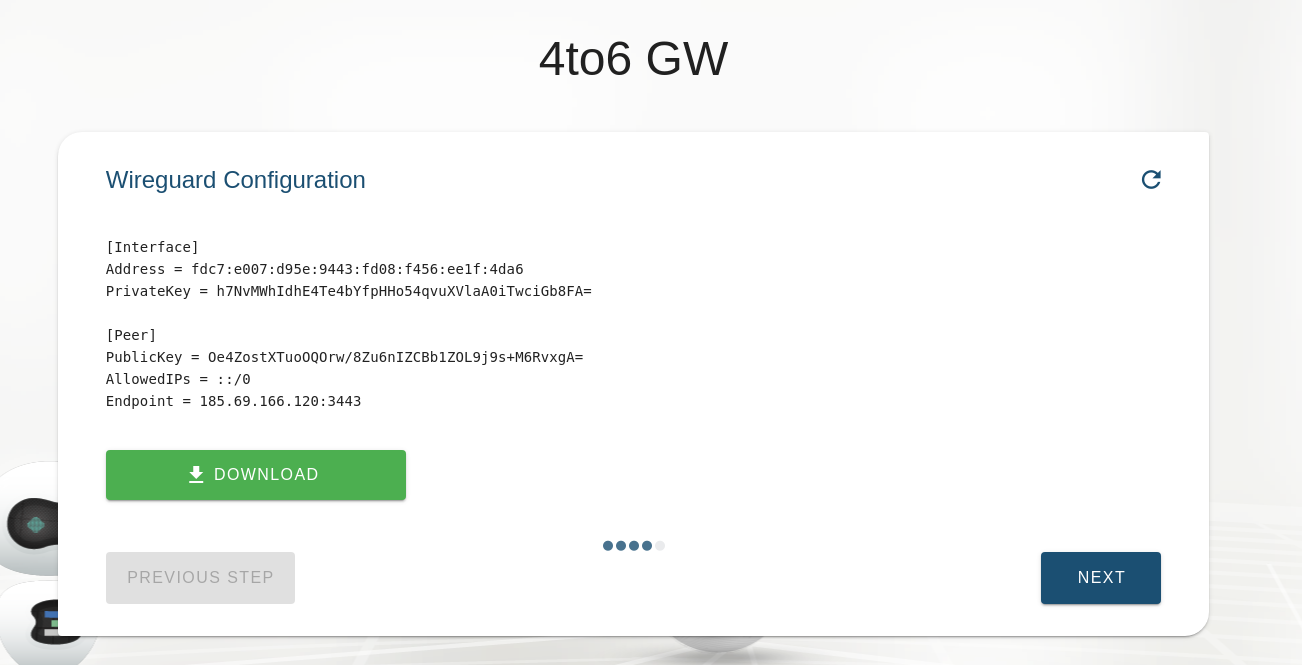 4to6 GW
Wireguard Configuration
[Interface]
Address = fdc7:e007:d95e:9443:fd08:f456:ee1f:4da6
PrivateKey = h7NvMWhIdhE4Te4bYfpHHo54qvuXVlaA0iTwciGb8FA=
[Peer]
PublicKey = Oe4ZostXTuoOQOrw/8Zu6nIZCBb1ZOL9j9s+M6RvxgA=
AllowedIPs = ::/0
Endpoint = 185.69.166.120:3443
DOWNLOAD
PREVIOUS STEP
NEXT